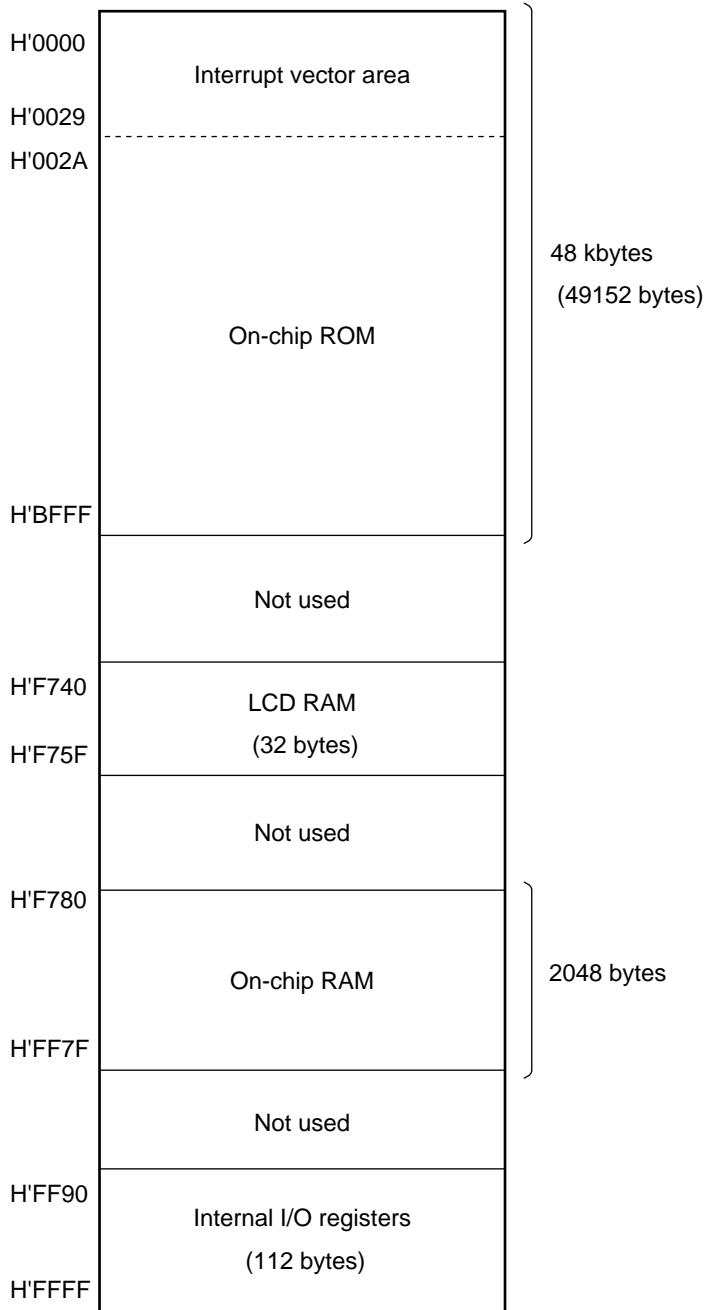 H'0000
Interrupt vector area
H'0029
H'002A
48 kbytes
(49152 bytes)
On-chip ROM
H'BFFF
Not used
H'F740
LCD RAM
(32 bytes)
H'F75F
Not used
H'F780
On-chip RAM
2048 bytes
H'FF7F
Not used
H'FF90
Internal I/O registers
(112 bytes)
H'FFFF